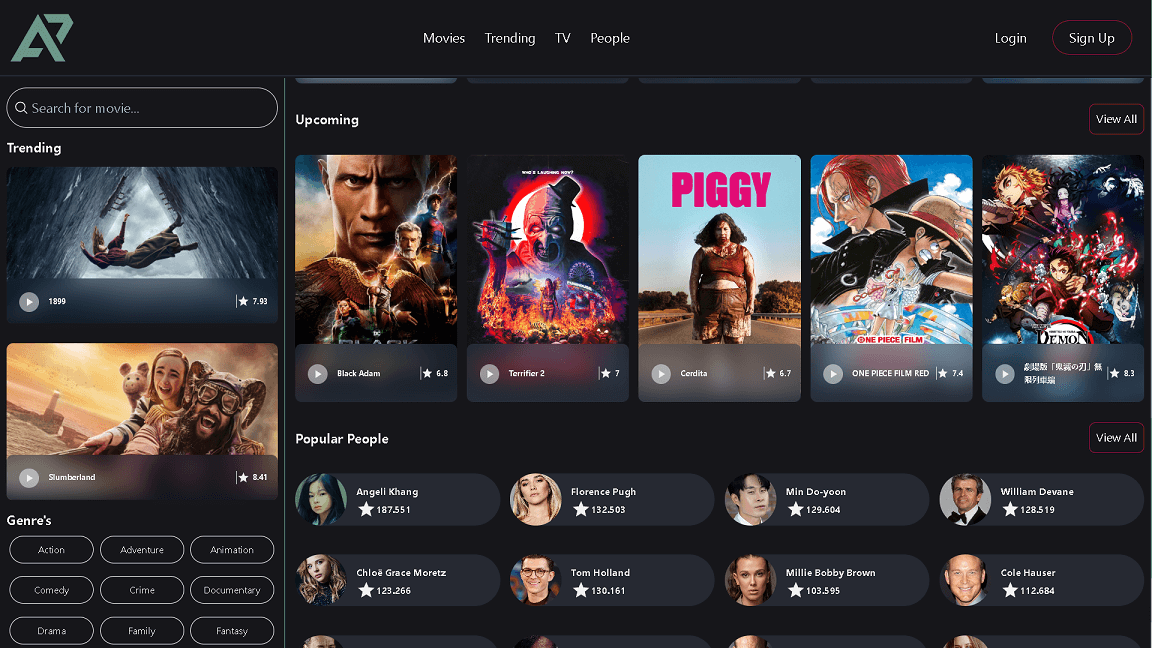 Movies Trending TV People
Login Sign Up
Search for movie...
Trending
1899
7.93
Slumberland
8.41
Genre's
Action Adventure Animation
Comedy Crime Documentary
Drama Family Fantasy
Upcoming
View All
WHO'S LAUGHING NOW?
PIGGY
DC
ONE PIECE FILM
DEMON
Black Adam
6.8
Terrifier 2
7
Cerdita
6.7
ONE PIECE FILM RED
7.4
劇場版「鬼滅の刃」無
限列車編
8.3
Popular People
View All
Angeli Khang
187.551
Florence Pugh
132.503
Min Do-yoon
129.604
William Devane
128.519
Chloë Grace Moretz
123.266
Tom Holland
130.161
Millie Bobby Brown
103.595
Cole Hauser
112.684